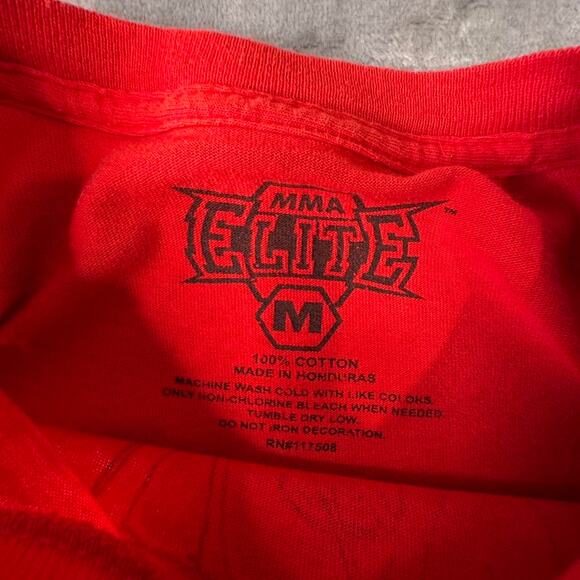 MMA
ELITE™
M
100% COTTON
MADE IN HONDURAS
MACHINE WASH COLD WITH LIKE COLORS.
ONLY NON-CHLORINE BLEACH WHEN NEEDED.
TUMBLE DRY LOW.
DO NOT IRON DECORATION.
RN#117508